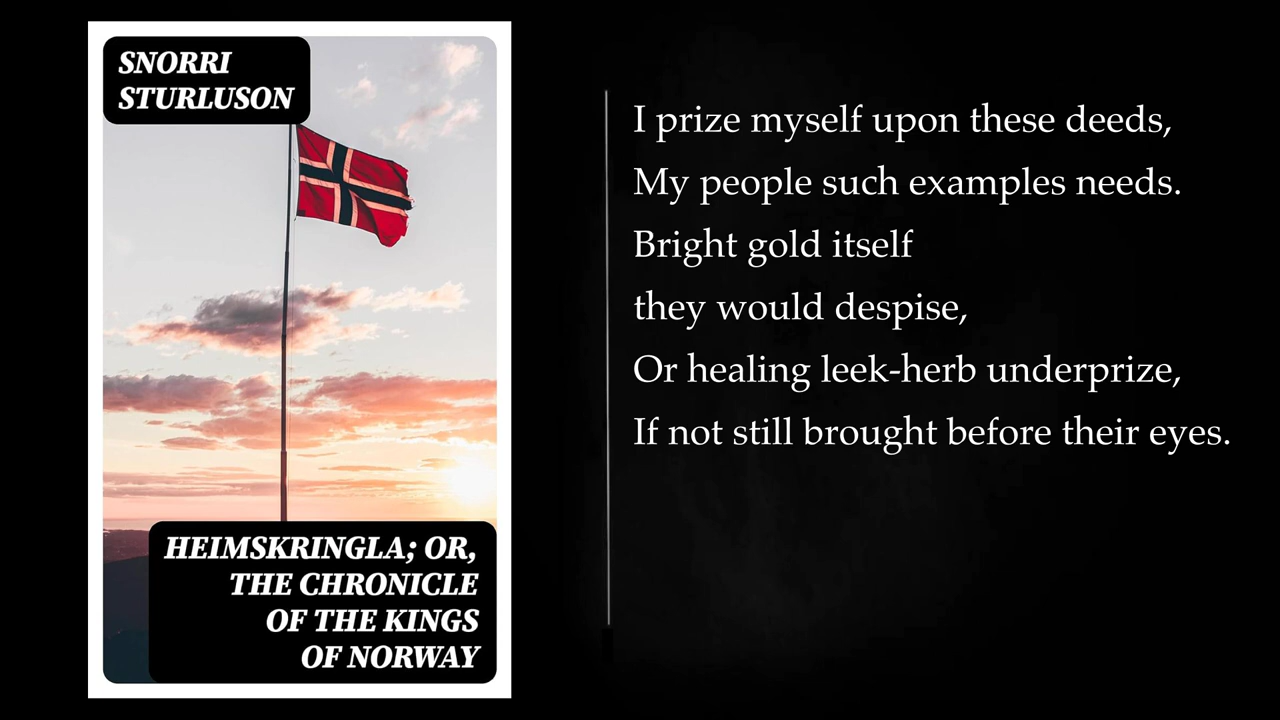 SNORRI
STURLUSON
HEIMSKRINGLA; OR,
THE CHRONICLE
OF THE KINGS
OF NORWAY
I prize myself upon these deeds,
My people such examples needs.
Bright gold itself
they would despise,
Or healing leek-herb underprize,
If not still brought before their eyes.